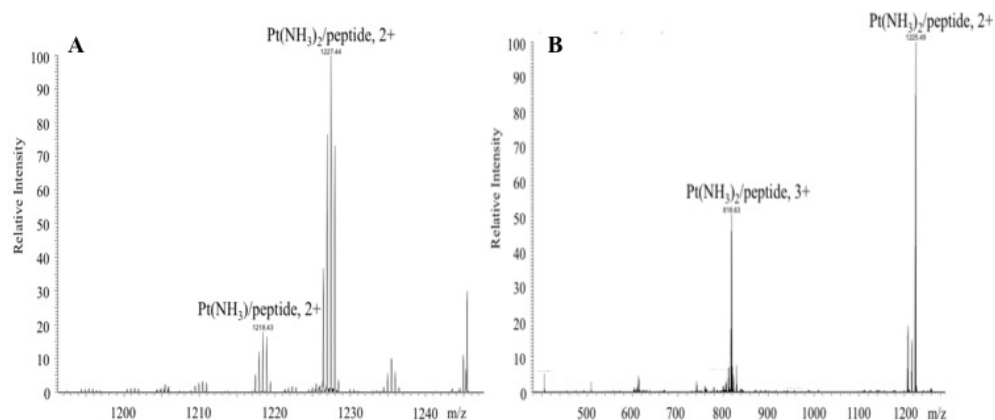 A
Pt(NH3)2/peptide, 2+
1227.44
Pt(NH3)/peptide, 2+
1218.43
Relative Intensity
100
90
80
70
60
50
40
30
20
10
0
1200 1210 1220 1230 1240 m/z
B
Pt(NH3)2/peptide, 2+
Pt(NH3)2/peptide, 3+
Relative Intensity
100
90
80
70
60
50
40
30
20
10
0
500 600 700 800 900 1000 1100 1200 m/z